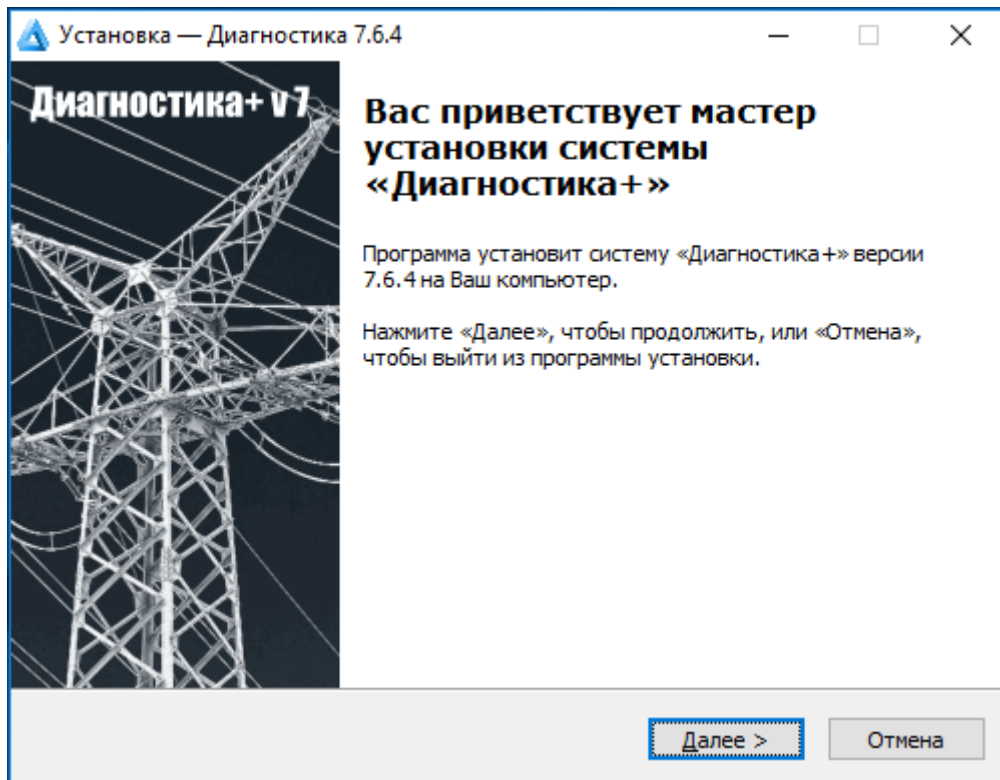 Установка — Диагностика 7.6.4
Диагностика+ v 7
Вас приветствует мастер
установки системы
«Диагностика+»
Программа установит систему «Диагностика+» версии
7.6.4 на Ваш компьютер.
Нажмите «Далее», чтобы продолжить, или «Отмена»,
чтобы выйти из программы установки.
Далее >
Отмена